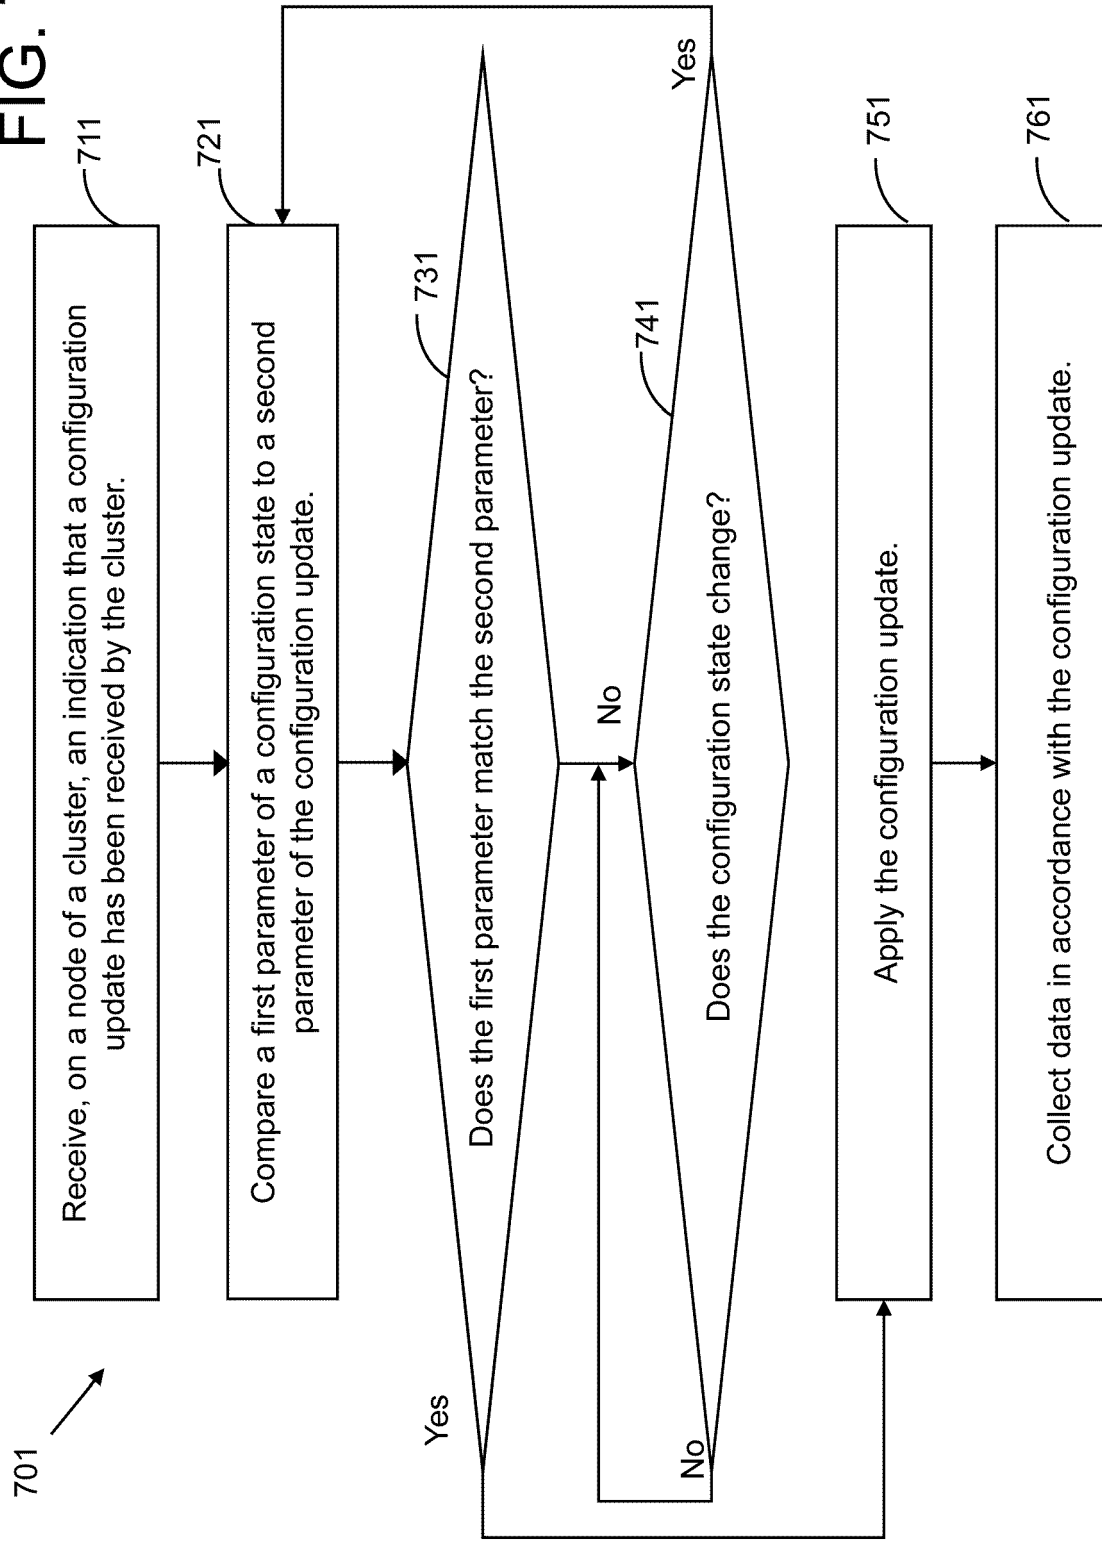 FIG.
701
711
Receive, on a node of a cluster, an indication that a configuration
update has been received by the cluster.
721
Compare a first parameter of a configuration state to a second
parameter of the configuration update.
731
Does the first parameter match the second parameter?
Yes
No
741
Does the configuration state change?
Yes
No
751
Apply the configuration update.
761
Collect data in accordance with the configuration update.